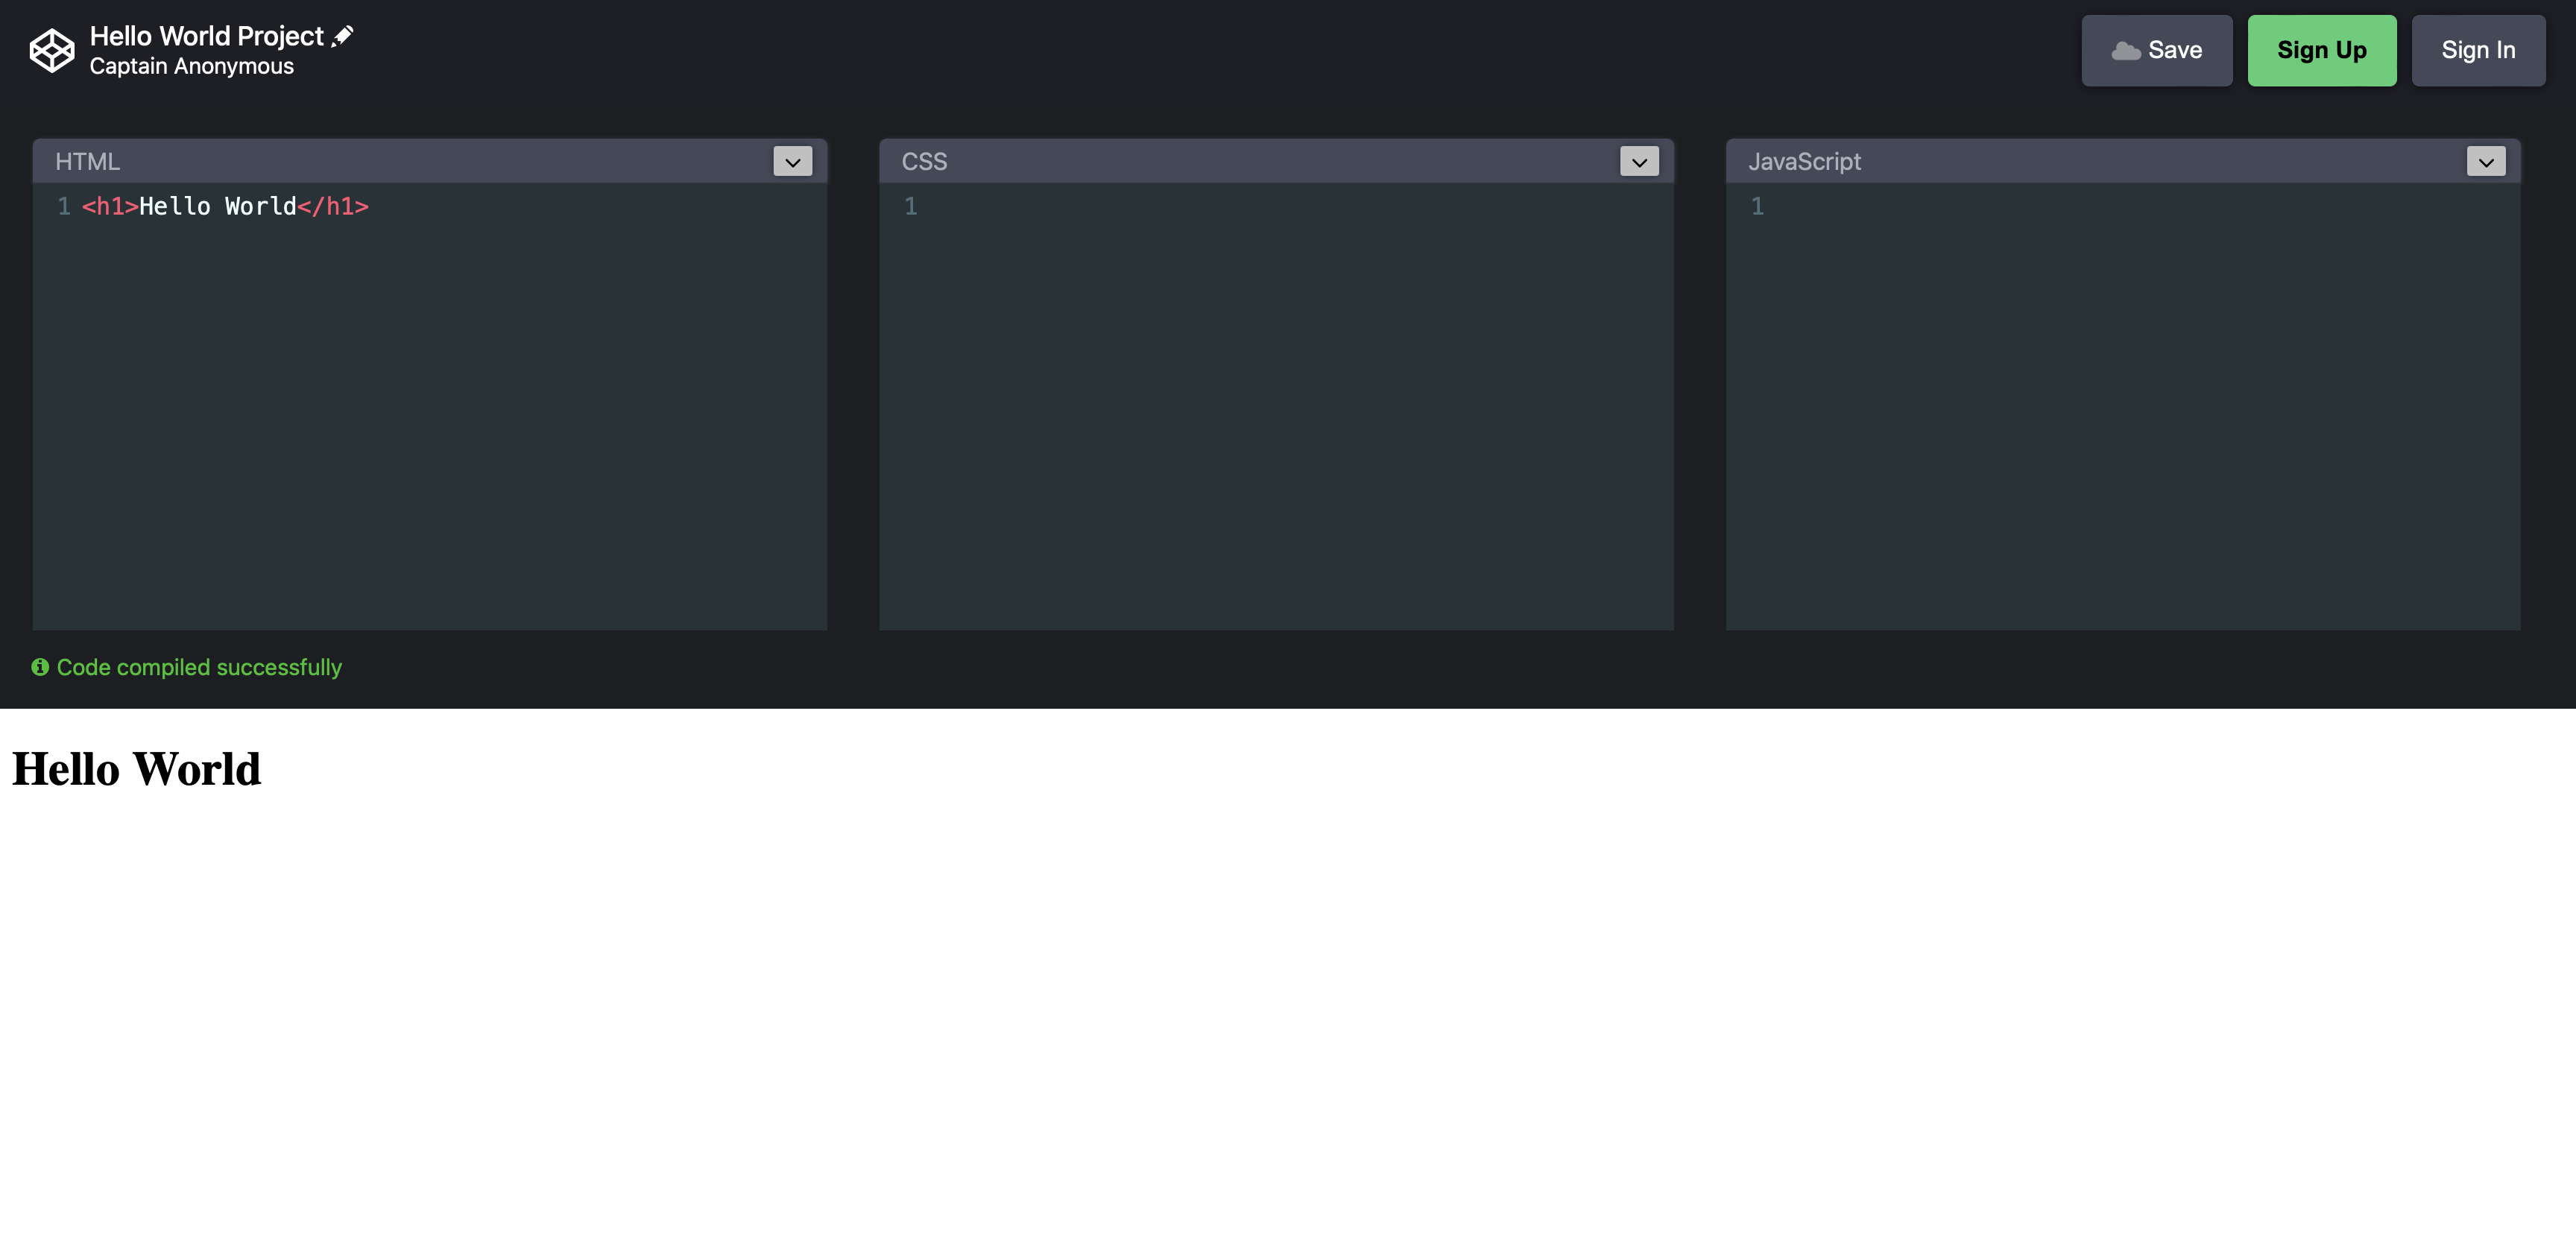 Hello World Project
Captain Anonymous
Save
Sign Up
Sign In
HTML
1 <h1>Hello World</h1>
CSS
1
JavaScript
1
Code compiled successfully
Hello World